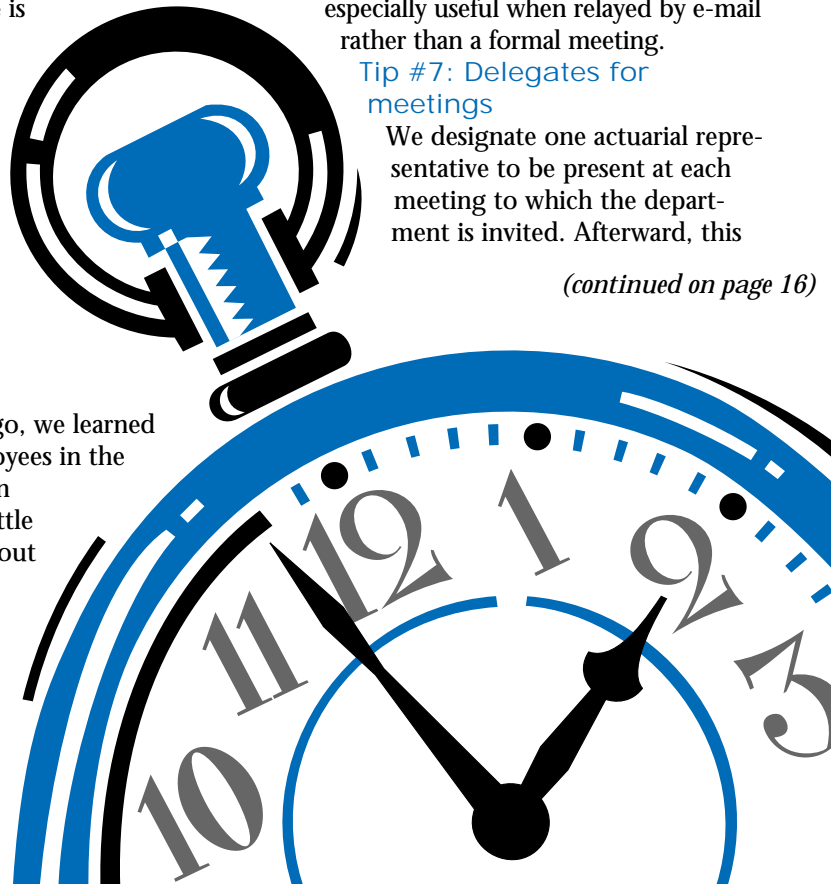 is
go, we learned
oyees in the
n
ttle
out
especially useful when relayed by e-mail
rather than a formal meeting.
Tip #7: Delegates for
meetings
We designate one actuarial repre-
sentative to be present at each
meeting to which the depart-
ment is invited. Afterward, this
(continued on page 16)
12
1
2
3
11
10